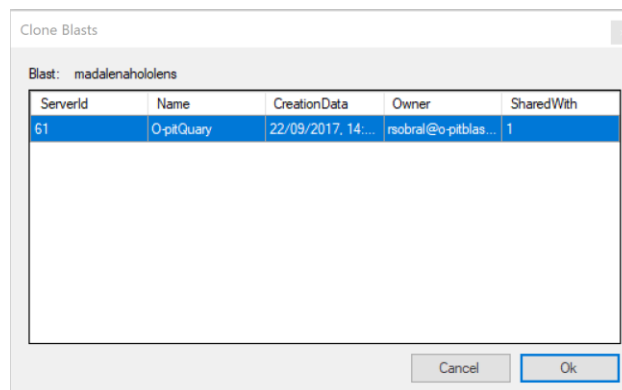 Clone Blasts
Blast: madalenahololens
ServerId Name CreationData Owner SharedWith
61 O-pitQuary 22/09/2017, 14:... rsobral@o-pitblas... 1
Cancel Ok